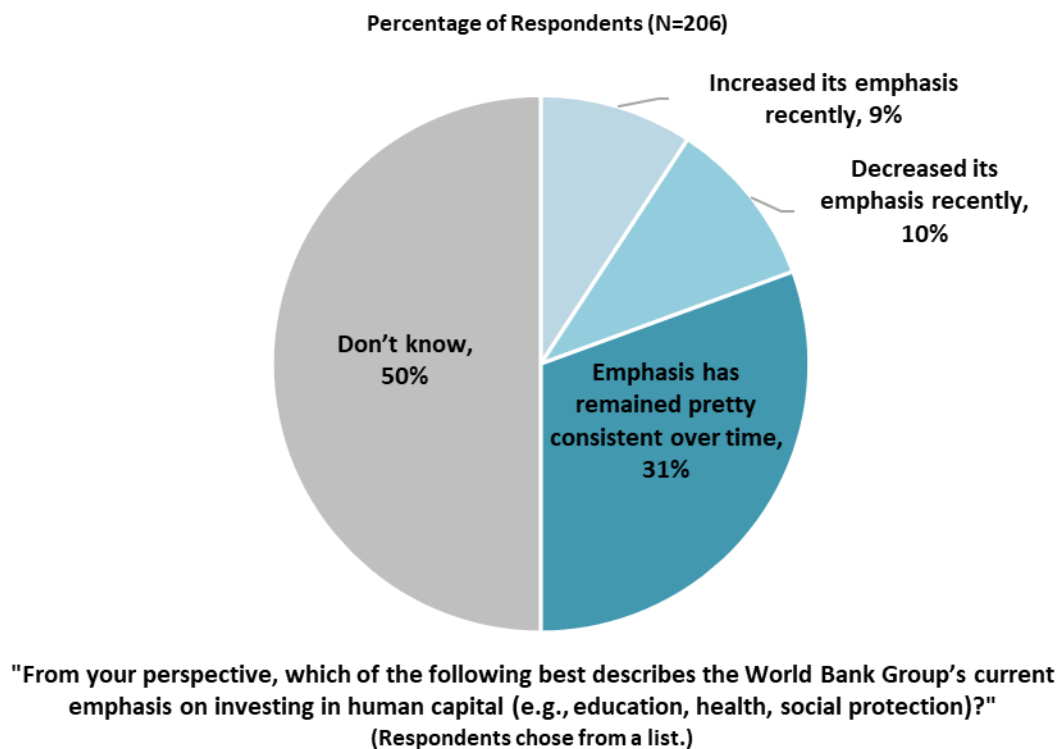 Percentage of Respondents (N=206)
Increased its emphasis
recently, 9%
Decreased its
emphasis recently,
10%
Don’t know,
50%
Emphasis has
remained pretty
consistent over time,
31%
"From your perspective, which of the following best describes the World Bank Group’s current
emphasis on investing in human capital (e.g., education, health, social protection)?"
(Respondents chose from a list.)